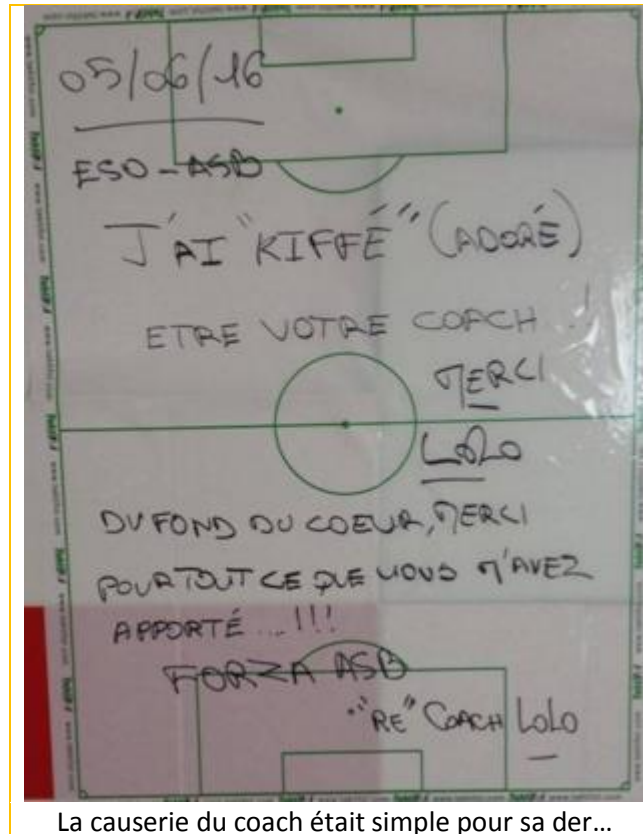 05/06/16
ESO - ASB
J'AI "KIFFÉ" (ADORÉ)
ETRE VOTRE COACH !
MERCI
LOLO
DU FOND DU COEUR, MERCI
POUR TOUT CE QUE VOUS M'AVEZ
APPORTÉ ... !!!
FORZA ASB
"RE" COACH LOLO
La causerie du coach était simple pour sa der...